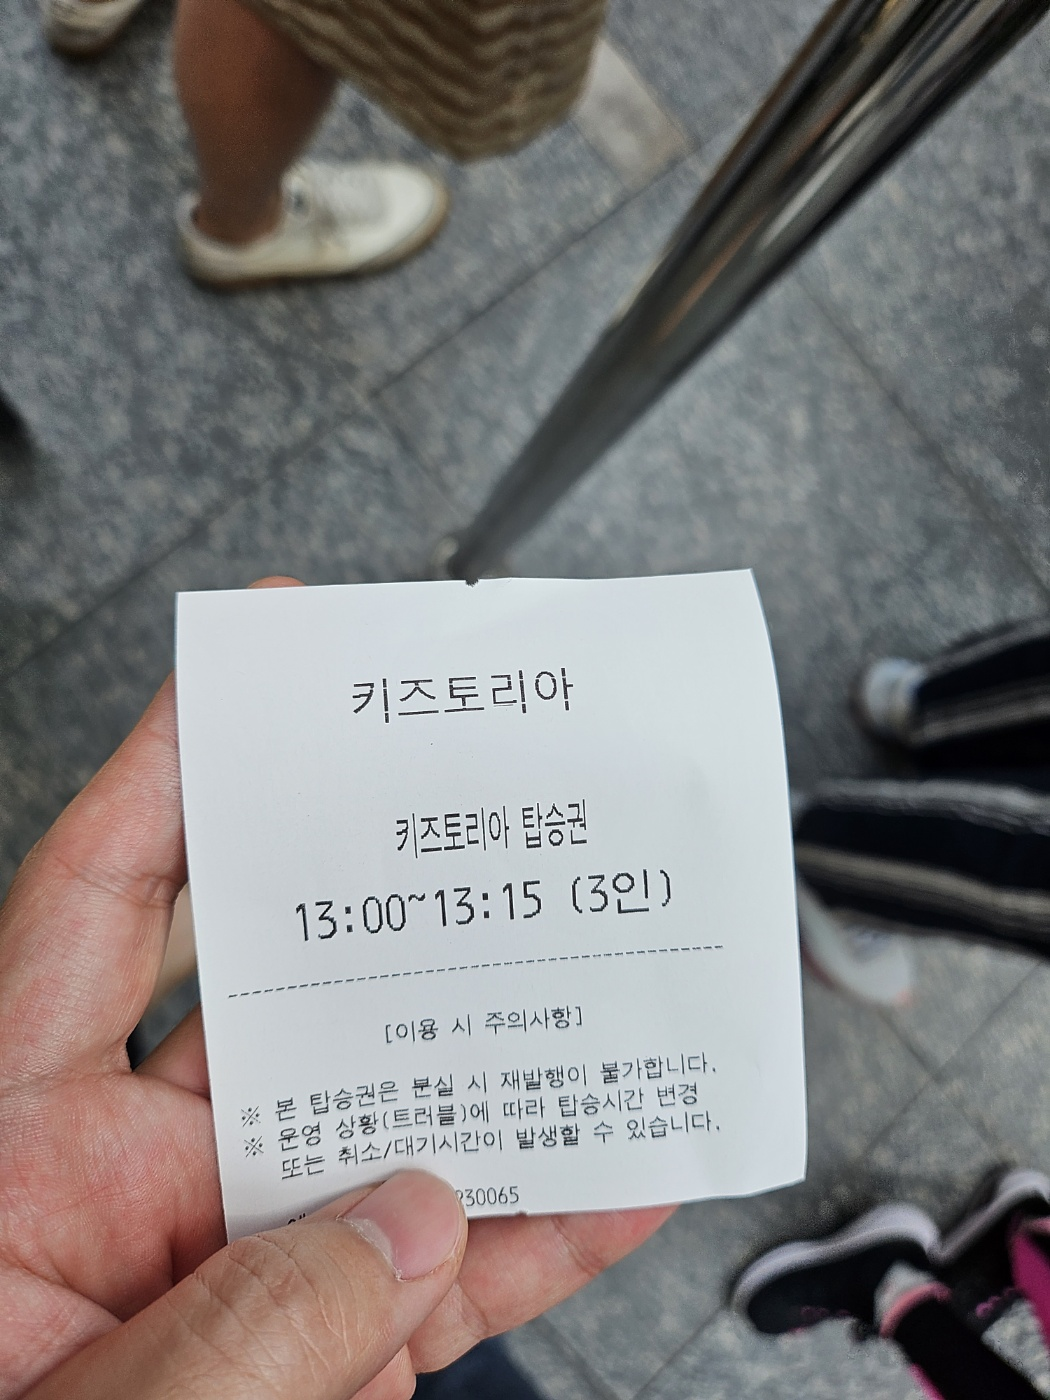 키즈토리아
키즈토리아 탑승권
13:00~13:15 (3인)
[이용 시 주의사항]
※ 본 탑승권은 분실 시 재발행이 불가합니다.
※ 운영 상황(트러블)에 따라 탑승시간 변경
또는 취소/대기시간이 발생할 수 있습니다.
30065